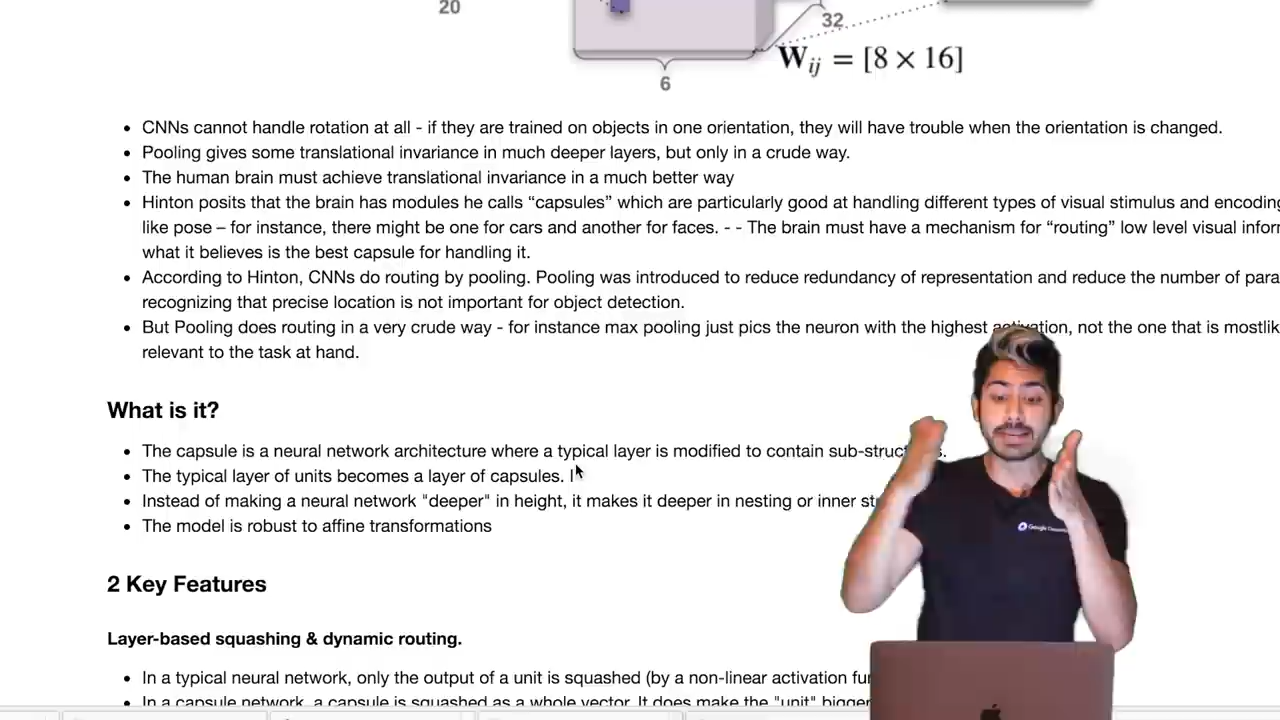 20
32
W_ij = [8 × 16]
6
• CNNs cannot handle rotation at all - if they are trained on objects in one orientation, they will have trouble when the orientation is changed.
• Pooling gives some translational invariance in much deeper layers, but only in a crude way.
• The human brain must achieve translational invariance in a much better way
• Hinton posits that the brain has modules he calls “capsules” which are particularly good at handling different types of visual stimulus and encoding
like pose – for instance, there might be one for cars and another for faces. - - The brain must have a mechanism for “routing” low level visual
what it believes is the best capsule for handling it.
• According to Hinton, CNNs do routing by pooling. Pooling was introduced to reduce redundancy of representation and reduce the number of
recognizing that precise location is not important for object detection.
• But Pooling does routing in a very crude way - for instance max pooling just pics the neuron with the highest activation, not the one that is
relevant to the task at hand.
What is it?
• The capsule is a neural network architecture where a typical layer is modified to contain
• The typical layer of units becomes a layer of capsules. I
• Instead of making a neural network "deeper" in height, it makes it deeper in nesting or inner
• The model is robust to affine transformations
2 Key Features
Layer-based squashing & dynamic routing.
• In a typical neural network, only the output of a unit is squashed (by a non-linear activation
• In a capsule network, a capsule is squashed as a whole vector. It does make the "unit" bigger